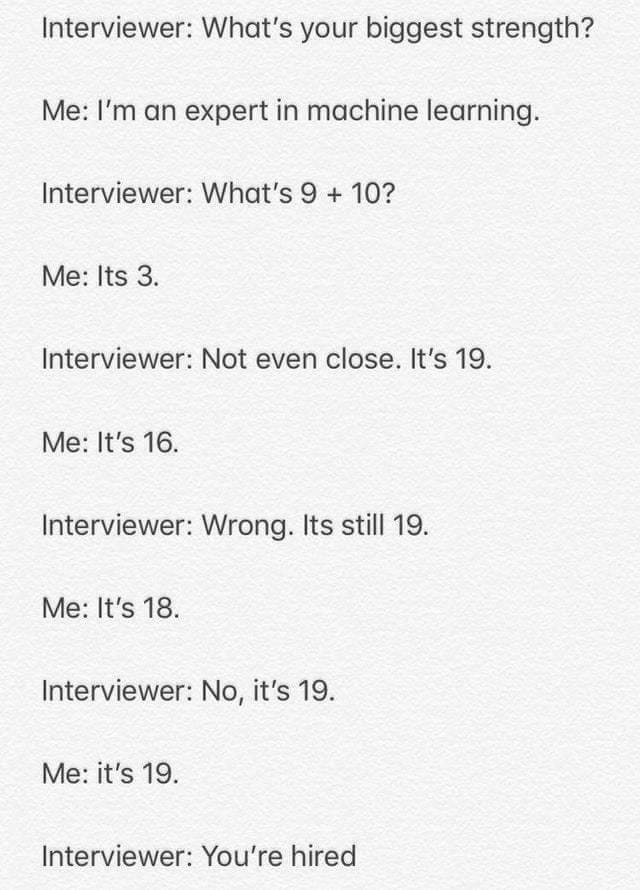 Interviewer: What's your biggest strength?
Me: I'm an expert in machine learning.
Interviewer: What's 9 + 10?
Me: Its 3.
Interviewer: Not even close. It's 19.
Me: It's 16.
Interviewer: Wrong. Its still 19.
Me: It's 18.
Interviewer: No, it's 19.
Me: it's 19.
Interviewer: You're hired